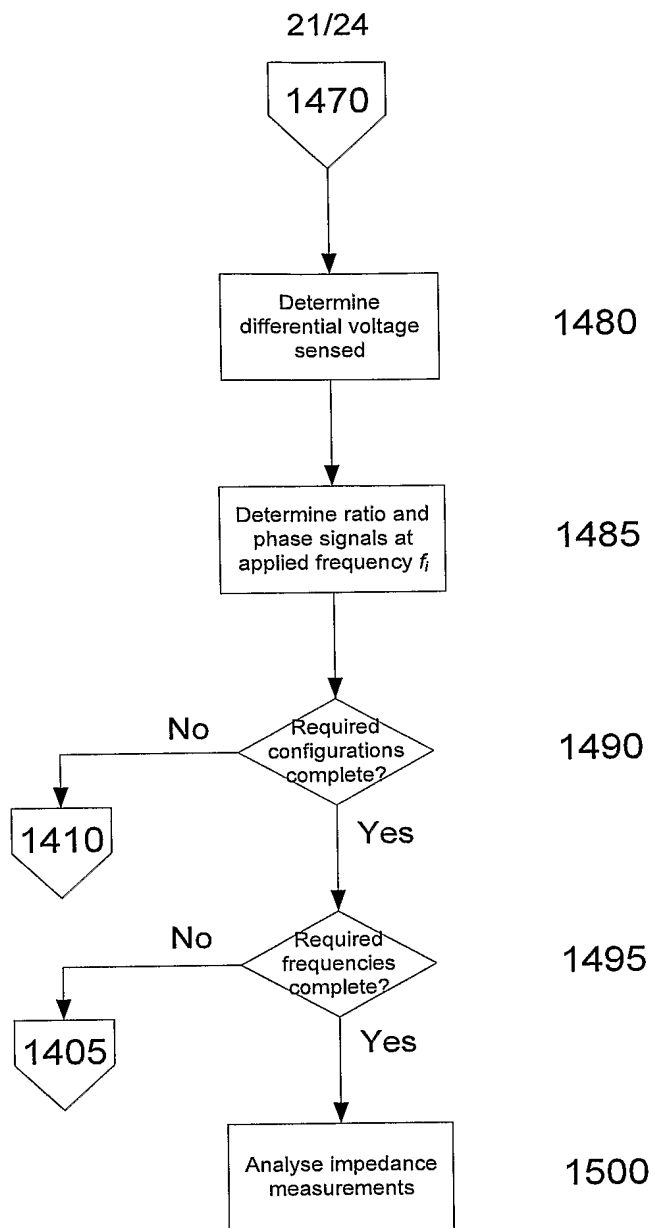 21/24
1470
Determine
differential voltage
sensed
1480
Determine ratio and
phase signals at
applied frequency fi
1485
Required
configurations
complete?
1490
No
1410
Yes
Required
frequencies
complete?
1495
No
1405
Yes
Analyse impedance
measurements
1500